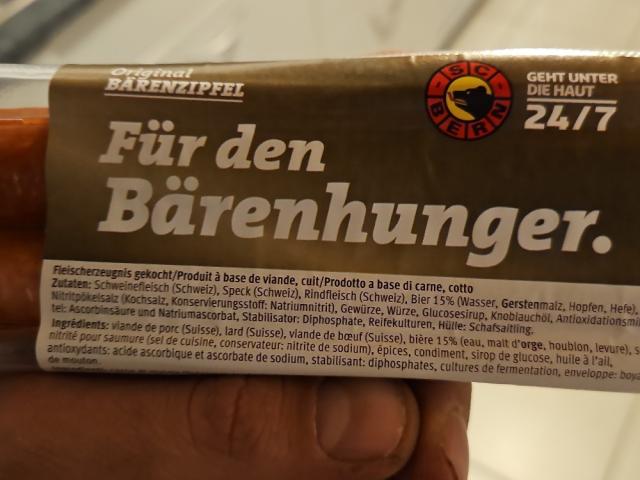 Original
BÄRENZIPFEL
SC
BERN
GEHT UNTER
DIE HAUT
24/7
Für den
Bärenhunger.
Fleischerzeugnis gekocht/Produit à base de viande, cuit/Prodotto a base di carne, cotto
Zutaten: Schweinefleisch (Schweiz), Speck (Schweiz), Rindfleisch (Schweiz), Bier 15% (Wasser, Gerstenmalz, Hopfen, Hefe),
Nitritpökelsalz (Kochsalz, Konservierungsstoff: Natriumnitrit), Gewürze, Würze, Glucosesirup, Knoblauchöl, Antioxidationsmit
tel: Ascorbinsäure und Natriumascorbat, Stabilisator: Diphosphate, Reifekulturen, Hülle: Schafsaitling.
Ingrédients: viande de porc (Suisse), lard (Suisse), viande de bœuf (Suisse), bière 15% (eau, malt d'orge, houblon, levure), s
nitrité pour saumure (sel de cuisine, conservateur: nitrite de sodium), épices, condiment, sirop de glucose, huile à l'ail,
antioxydants: acide ascorbique et ascorbate de sodium, stabilisant: diphosphates, cultures de fermentation, enveloppe: boya
de mouton.